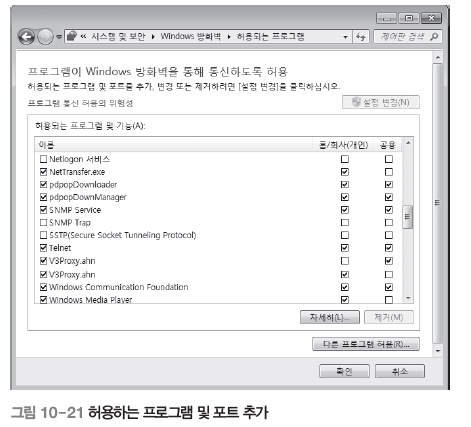 « 시스템 및 보안 ▸ Windows 방화벽 ▸ 허용되는 프로그램
제어판 검색
프로그램이 Windows 방화벽을 통해 통신하도록 허용
허용되는 프로그램 및 포트를 추가, 변경 또는 제거하려면 [설정 변경]을 클릭하십시오.
프로그램 통신 허용의 위험성
설정 변경(N)
허용되는 프로그램 및 기능(A):
이름 홈/회사(개인) 공용
Netlogon 서비스
NetTransfer.exe
pdpopDownloader
pdpopDownManager
SNMP Service
SNMP Trap
SSTP(Secure Socket Tunneling Protocol)
Telnet
V3Proxy.ahn
V3Proxy.ahn
Windows Communication Foundation
Windows Media Player
자세히(L)... 제거(M)
다른 프로그램 허용(R)...
확인 취소
그림 10-21 허용하는 프로그램 및 포트 추가